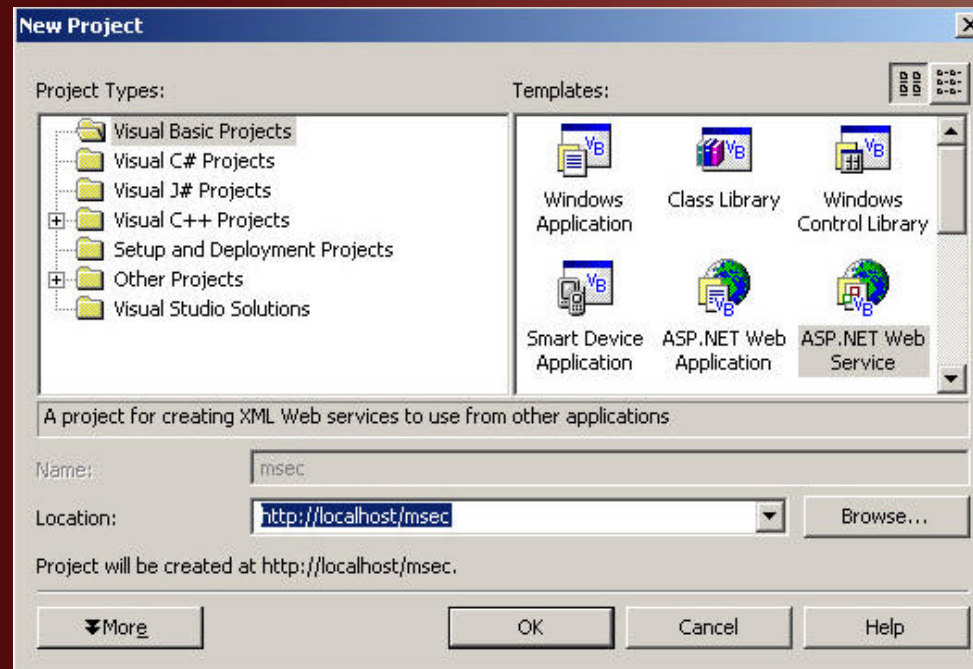 New Project
Project Types:
Templates:
Visual Basic Projects
Visual C# Projects
Visual J# Projects
Visual C++ Projects
Setup and Deployment Projects
Other Projects
Visual Studio Solutions
Windows
Application
Class Library
Windows
Control Library
Smart Device
Application
ASP.NET Web
Application
ASP.NET Web
Service
A project for creating XML Web services to use from other applications
Name:
msec
Location:
http://localhost/msec
Browse...
Project will be created at http://localhost/msec.
More
OK
Cancel
Help